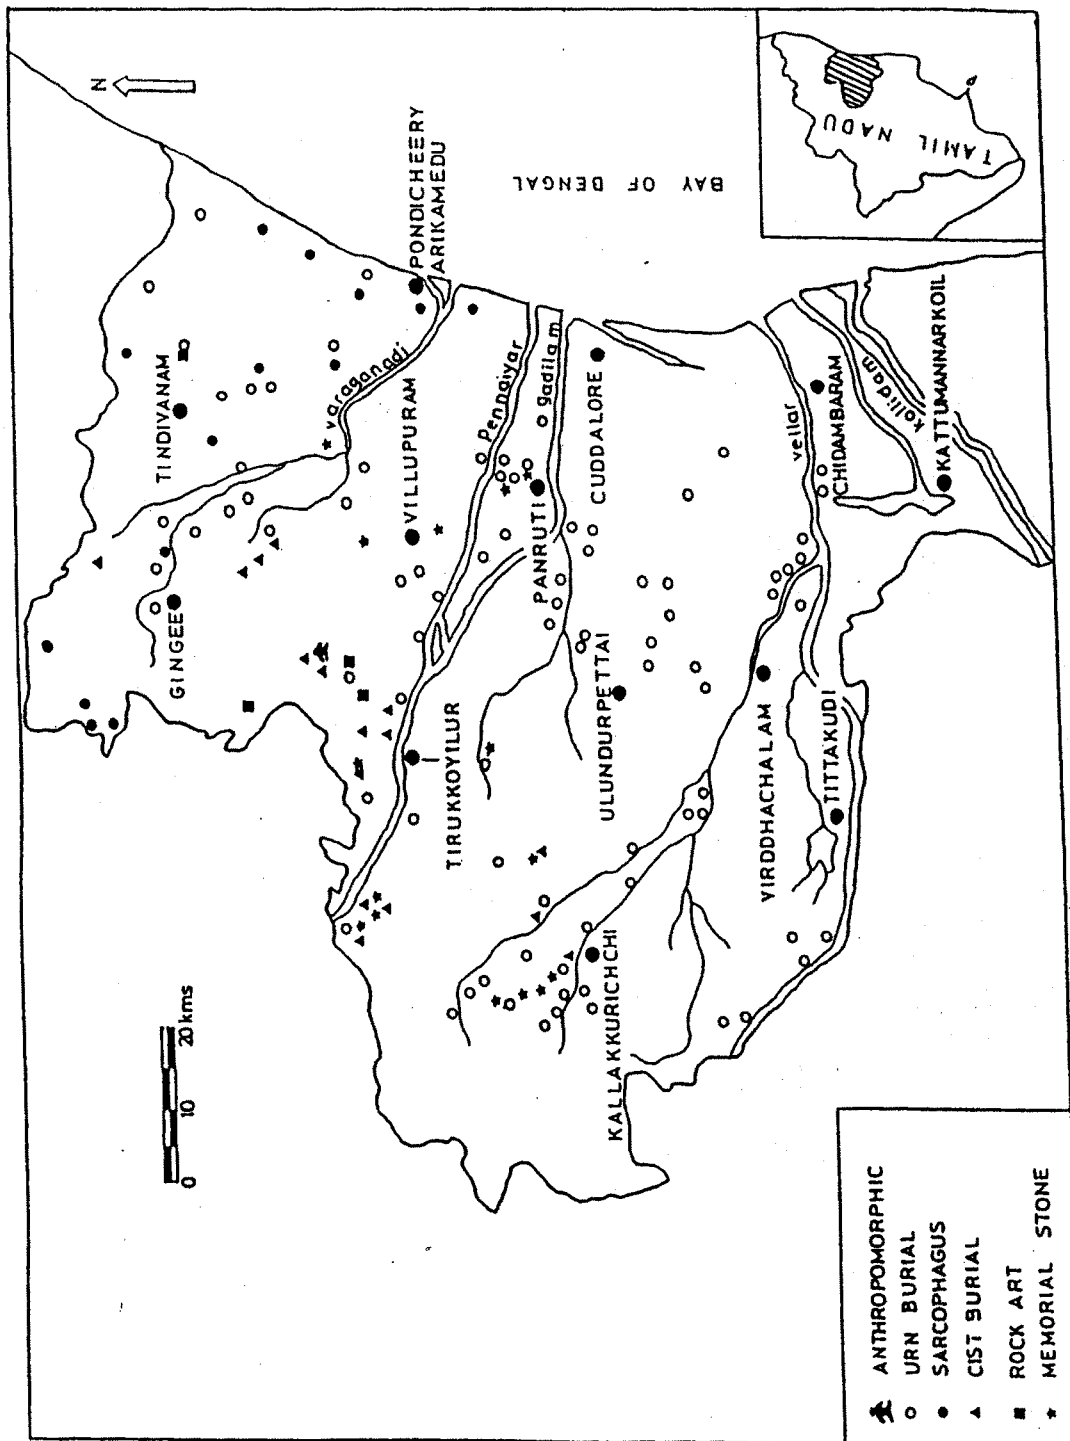 N
PONDICHEERY
ARIKAMEDU
BAY OF DENGAL
TAMIL NADU
TINDIVANAM
varaganadi
GINGEE
VILLUPURAM
Pennaiyar
gadilam
CUDDALORE
PANRUTI
TIRUKKOYILUR
ULUNDURPETTAI
vellar
CHIDAMBARAM
Kollidam
KATTUMANNARKOIL
VIRDDHACHALAM
TITTAKUDI
KALLAKKURICHCHI
0 10 20 kms
ANTHROPOMORPHIC
URN BURIAL
SARCOPHAGUS
CIST BURIAL
ROCK ART
MEMORIAL STONE